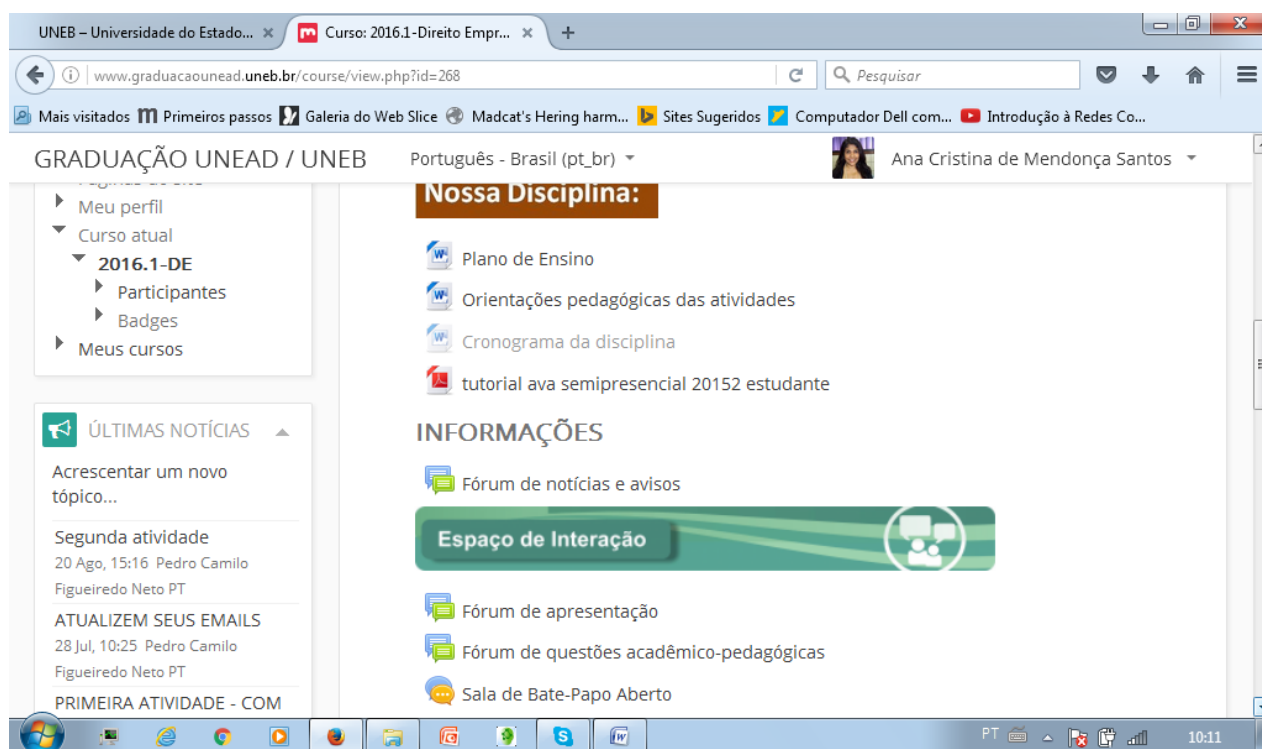 UNEB – Universidade do Estado...
Curso: 2016.1-Direito Empr...
www.graduacaounead.uneb.br/course/view.php?id=268
Pesquisar
Mais visitados
Primeiros passos
Galeria do Web Slice
Madcat's Hering harm...
Sites Sugeridos
Computador Dell com...
Introdução à Redes Co...
GRADUAÇÃO UNEAD / UNEB
Português - Brasil (pt_br)
Ana Cristina de Mendonça Santos
Páginas do site
Meu perfil
Curso atual
2016.1-DE
Participantes
Badges
Meus cursos
ÚLTIMAS NOTÍCIAS
Acrescentar um novo
tópico...
Segunda atividade
20 Ago, 15:16 Pedro Camilo
Figueiredo Neto PT
ATUALIZEM SEUS EMAILS
28 Jul, 10:25 Pedro Camilo
Figueiredo Neto PT
PRIMEIRA ATIVIDADE - COM
Nossa Disciplina:
Plano de Ensino
Orientações pedagógicas das atividades
Cronograma da disciplina
tutorial ava semipresencial 20152 estudante
INFORMAÇÕES
Fórum de notícias e avisos
Espaço de Interação
Fórum de apresentação
Fórum de questões acadêmico-pedagógicas
Sala de Bate-Papo Aberto
PT
10:11